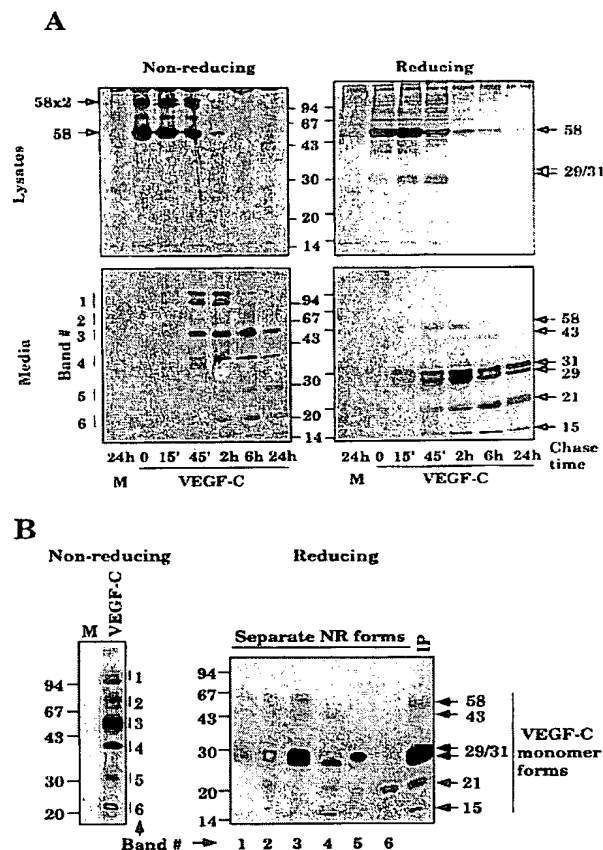 A
Non-reducing
Reducing
58x2
58
Lysates
94
67
43
30
20
14
58
29/31
Media
Band #
1
2
3
4
5
6
94
67
43
30
20
14
58
43
31
29
21
15
24h 0 15' 45' 2h 6h 24h
24h 0 15' 45' 2h 6h 24h
Chase time
M VEGF-C
M VEGF-C
B
Non-reducing
Reducing
M
VEGF-C
94
67
43
30
20
1
2
3
4
5
6
Separate NR forms
IP
94
67
43
30
20
14
58
43
29/31
21
15
VEGF-C monomer forms
Band #
1 2 3 4 5 6